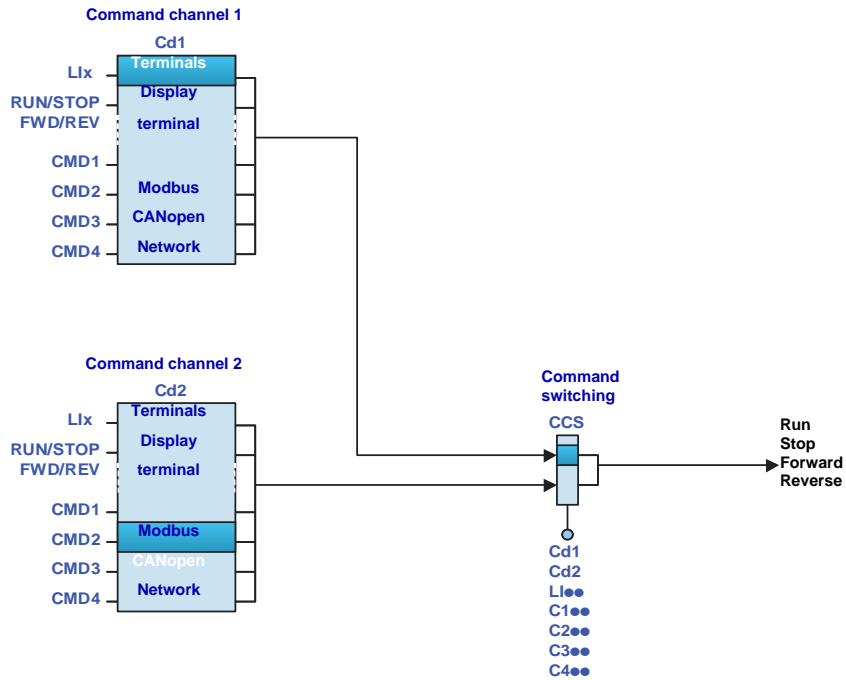 Command channel 1
Cd1
LIx
Terminals
RUN/STOP
FWD/REV
Display
terminal
CMD1
CMD2
Modbus
CMD3
CANopen
CMD4
Network
Command channel 2
Cd2
LIx
Terminals
RUN/STOP
FWD/REV
Display
terminal
CMD1
CMD2
Modbus
CMD3
CANopen
CMD4
Network
Command
switching
CCS
Run
Stop
Forward
Reverse
Cd1
Cd2
LI●●
C1●●
C2●●
C3●●
C4●●